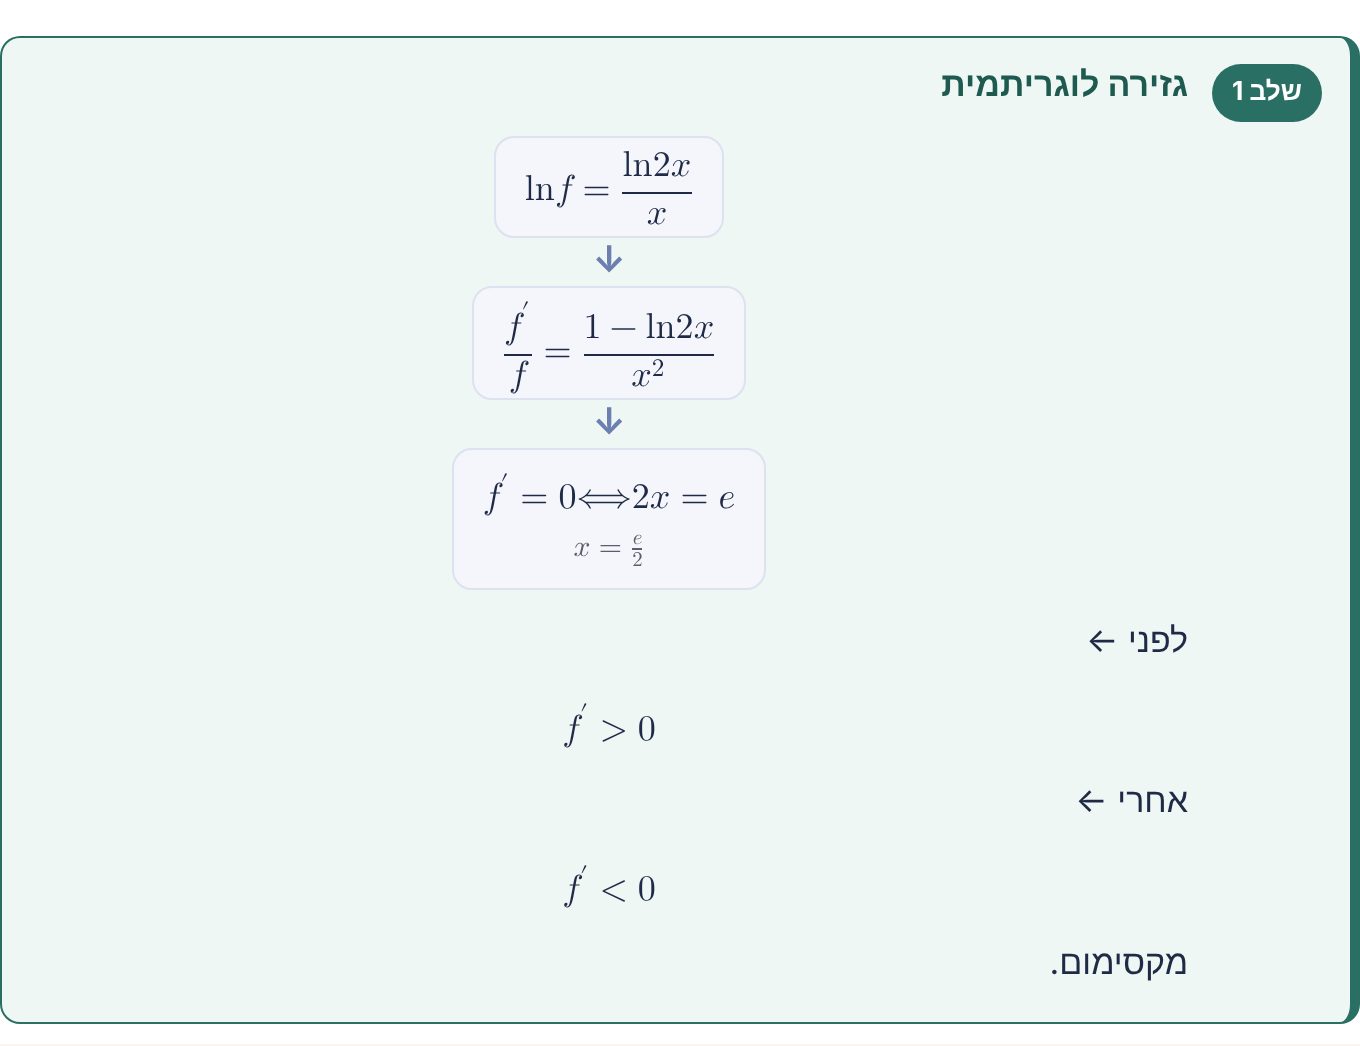 שלב 1 גזירה לוגריתמית
ln f = ln2x / x
↓
f′ / f = (1 − ln2x) / x²
↓
f′ = 0 ⟺ 2x = e
x = e/2
לפני ←
f′ > 0
אחרי ←
f′ < 0
מקסימום.